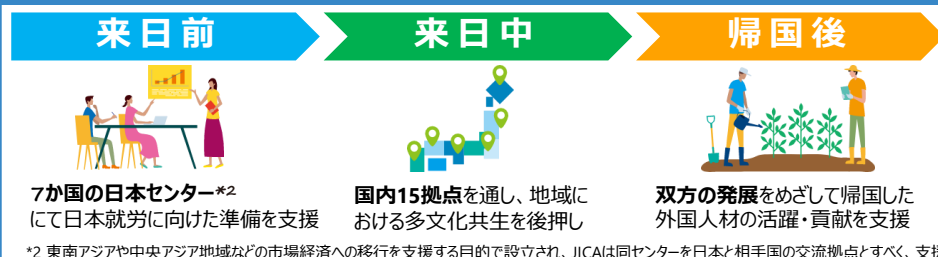 来日前
来日中
帰国後
7か国の日本センター*2
にて日本就労に向けた準備を支援
国内15拠点を通し、地域に
おける多文化共生を後押し
双方の発展をめざして帰国した
外国人材の活躍・貢献を支援
*2 東南アジアや中央アジア地域などの市場経済への移行を支援する目的で設立され、JICAは同センターを日本と相手国の交流拠点とすべく、支援